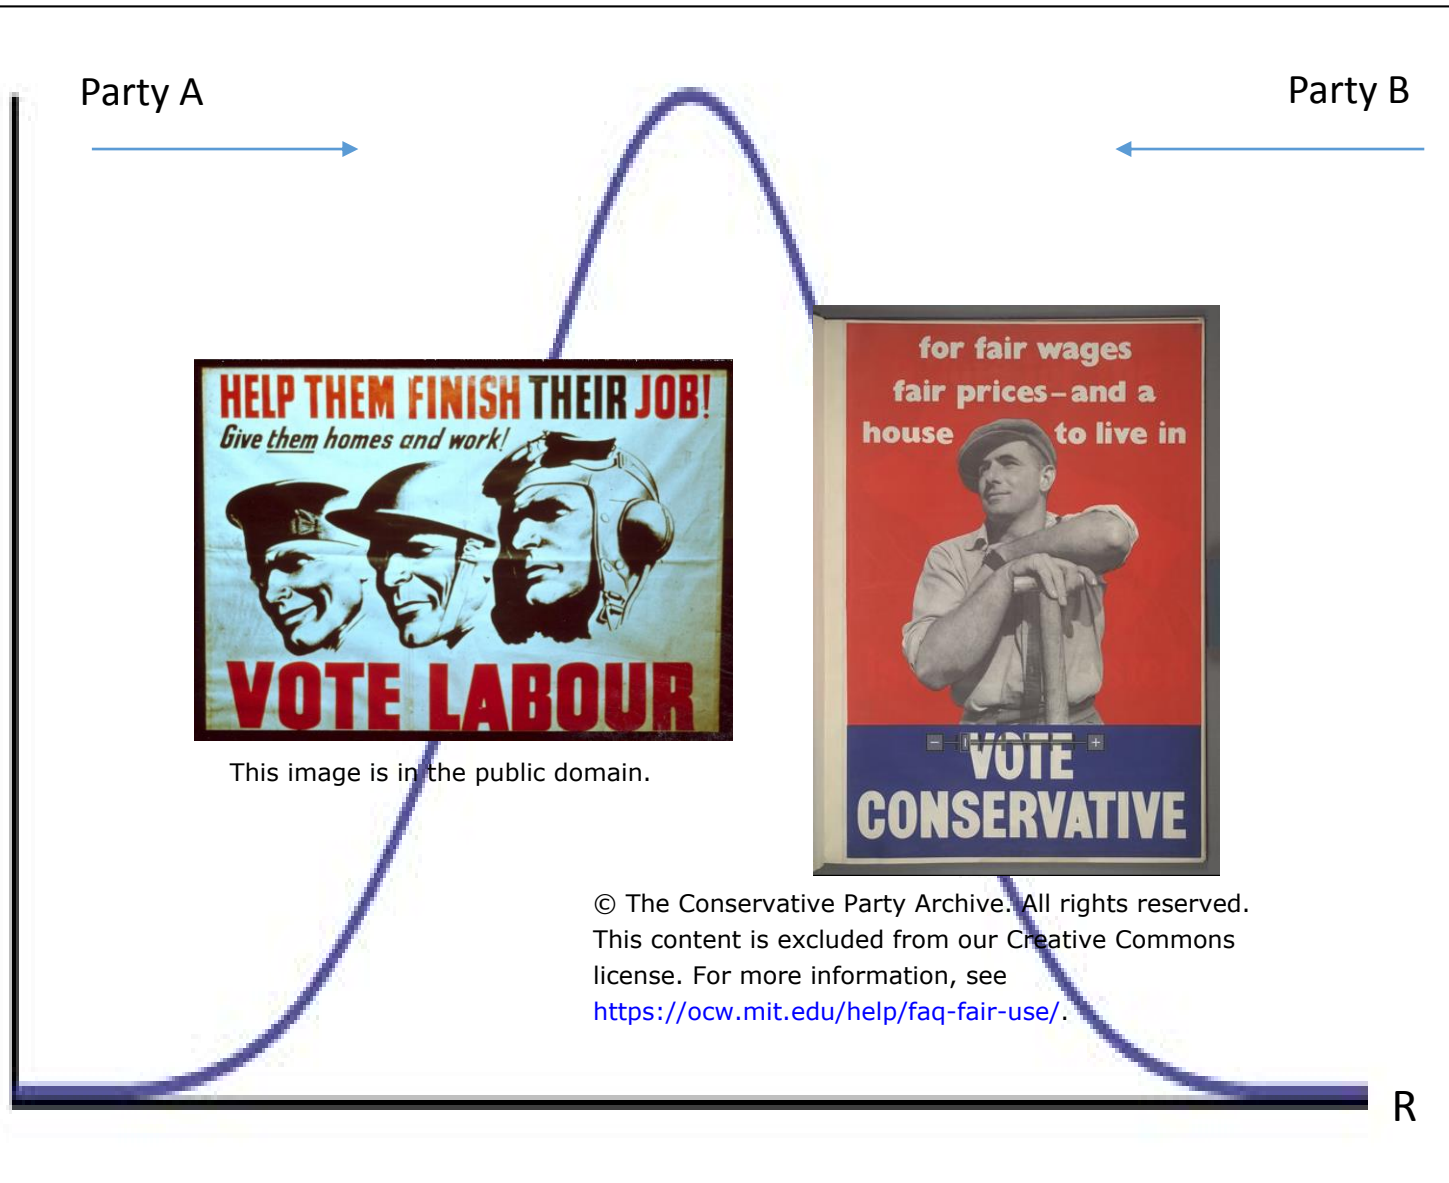 Party A
Party B
HELP THEM FINISH THEIR JOB!
Give them homes and work!
VOTE LABOUR
This image is in the public domain.
for fair wages
fair prices-and a
house to live in
VOTE
CONSERVATIVE
© The Conservative Party Archive. All rights reserved.
This content is excluded from our Creative Commons
license. For more information, see
https://ocw.mit.edu/help/faq-fair-use/.
R